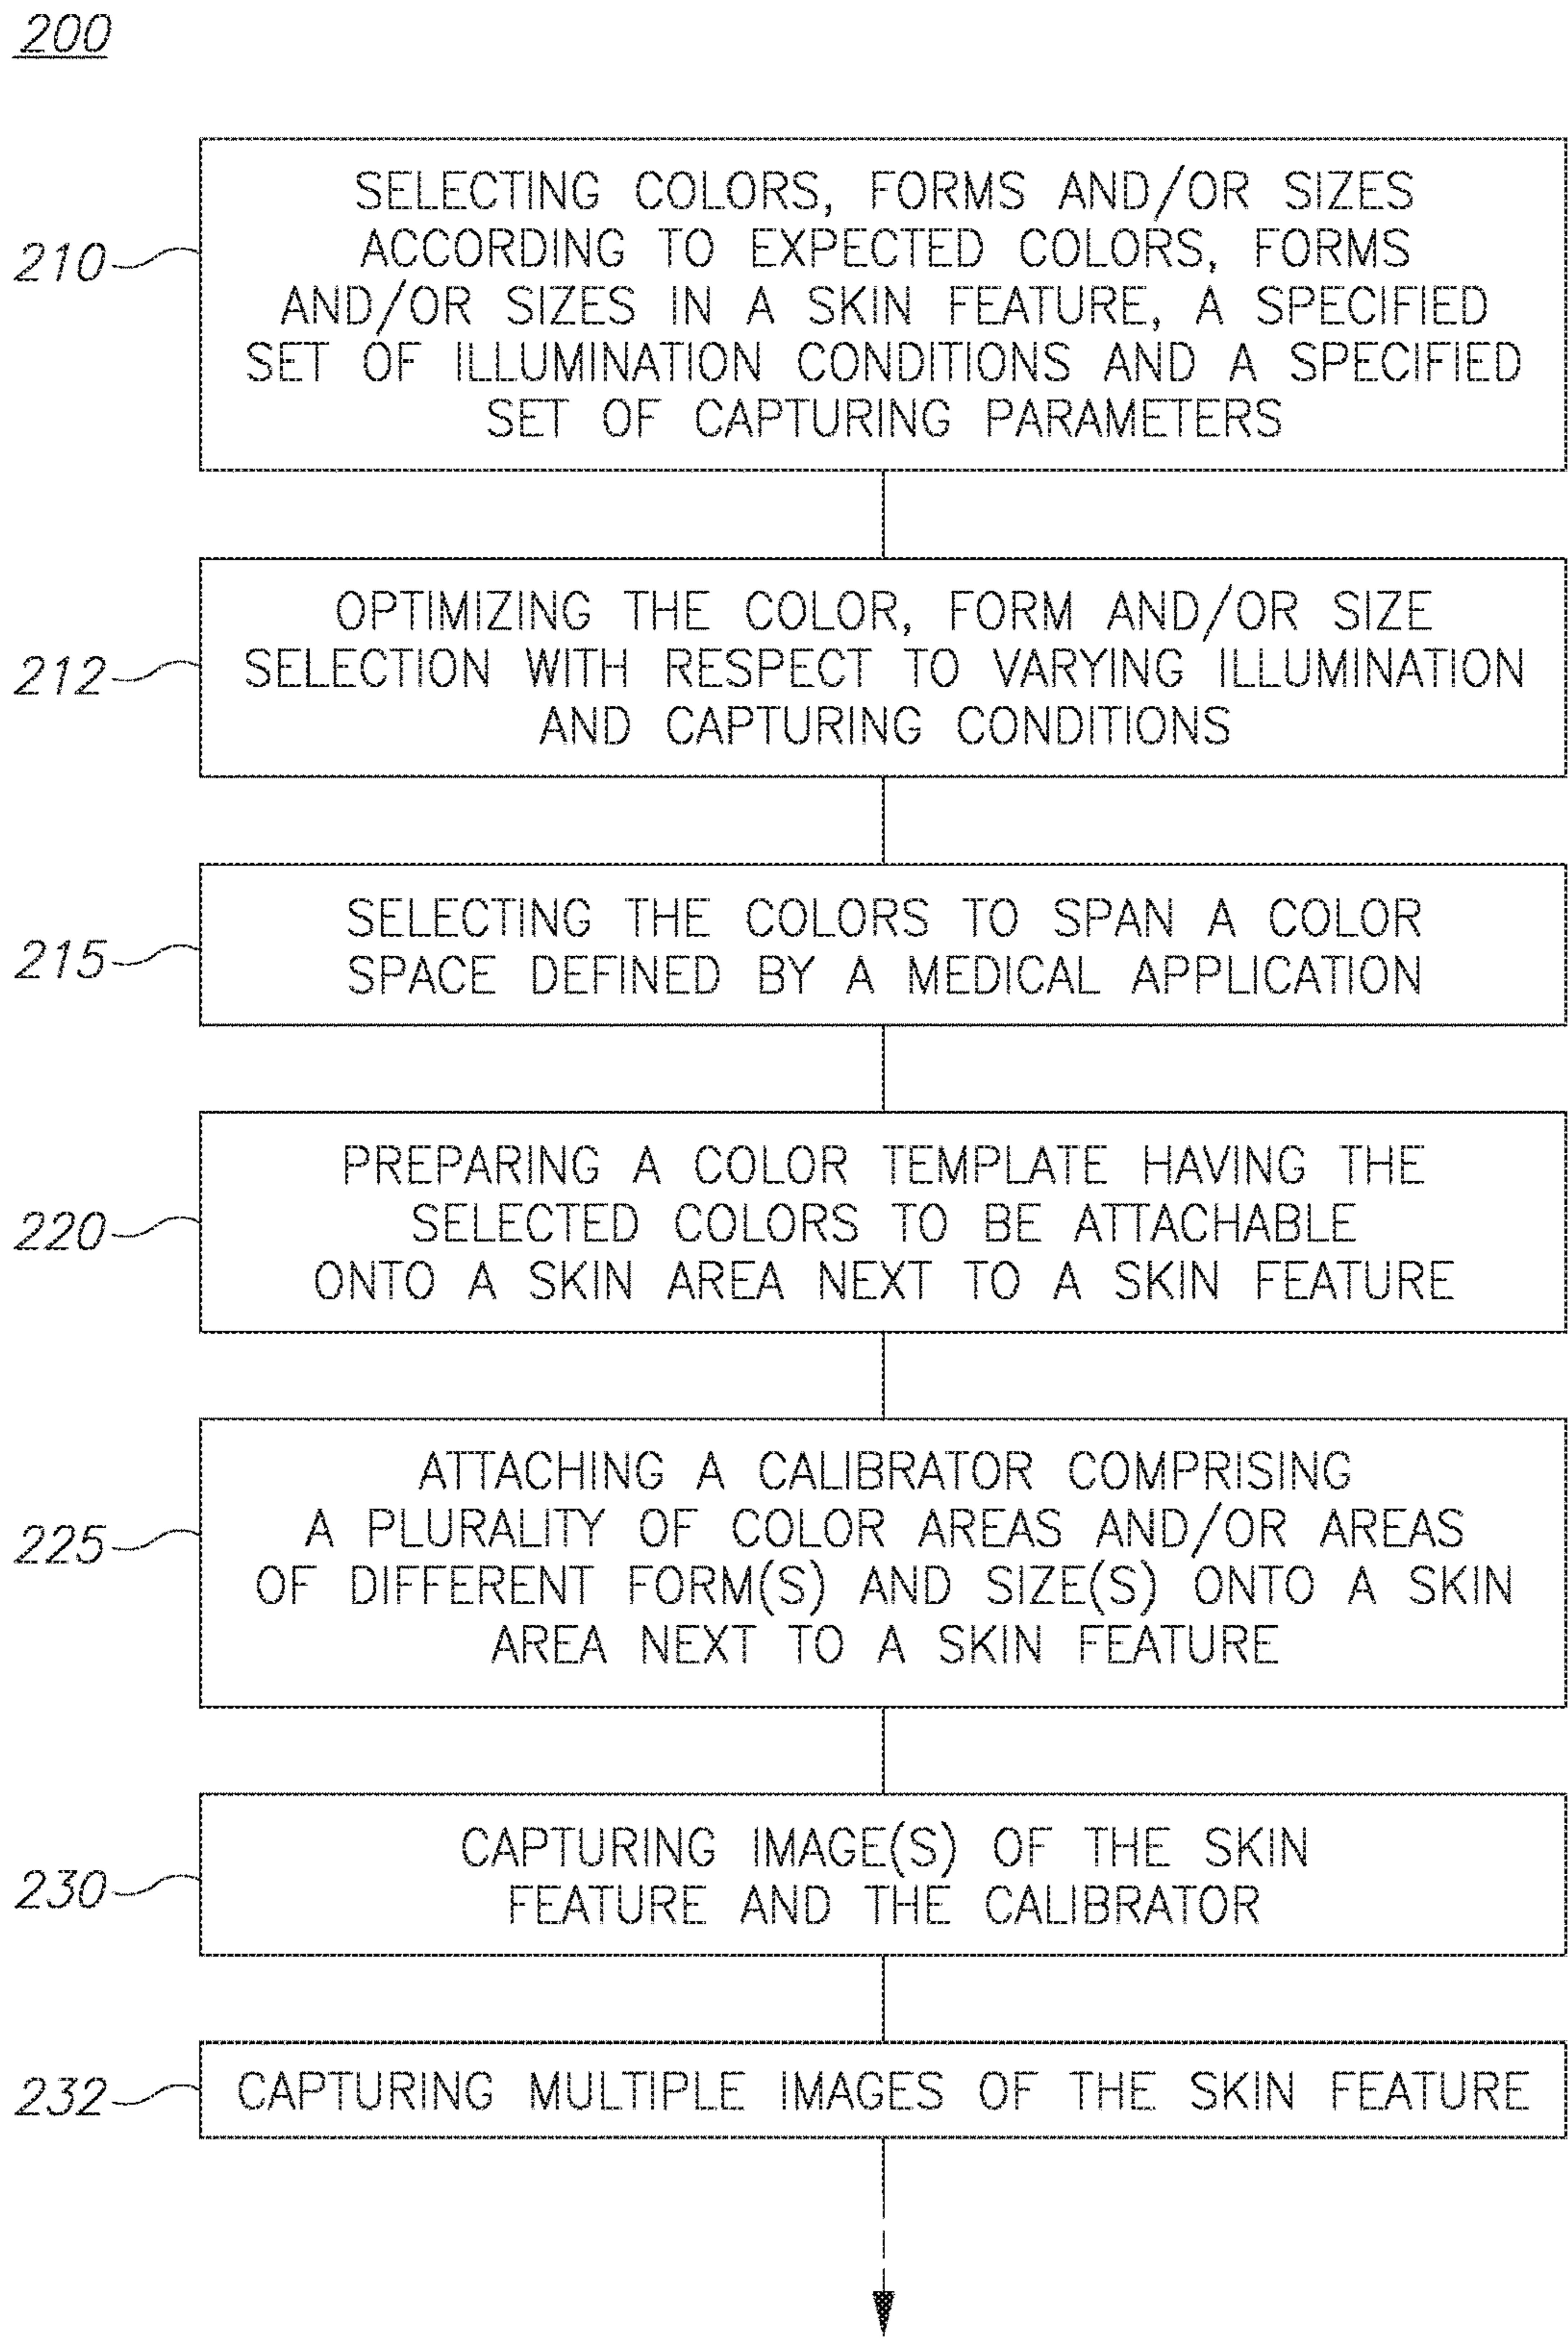 200
210
SELECTING COLORS, FORMS AND/OR SIZES
ACCORDING TO EXPECTED COLORS, FORMS
AND/OR SIZES IN A SKIN FEATURE, A SPECIFIED
SET OF ILLUMINATION CONDITIONS AND A SPECIFIED
SET OF CAPTURING PARAMETERS
212
OPTIMIZING THE COLOR, FORM AND/OR SIZE
SELECTION WITH RESPECT TO VARYING ILLUMINATION
AND CAPTURING CONDITIONS
215
SELECTING THE COLORS TO SPAN A COLOR
SPACE DEFINED BY A MEDICAL APPLICATION
220
PREPARING A COLOR TEMPLATE HAVING THE
SELECTED COLORS TO BE ATTACHABLE
ONTO A SKIN AREA NEXT TO A SKIN FEATURE
225
ATTACHING A CALIBRATOR COMPRISING
A PLURALITY OF COLOR AREAS AND/OR AREAS
OF DIFFERENT FORM(S) AND SIZE(S) ONTO A SKIN
AREA NEXT TO A SKIN FEATURE
230
CAPTURING IMAGE(S) OF THE SKIN
FEATURE AND THE CALIBRATOR
232
CAPTURING MULTIPLE IMAGES OF THE SKIN FEATURE